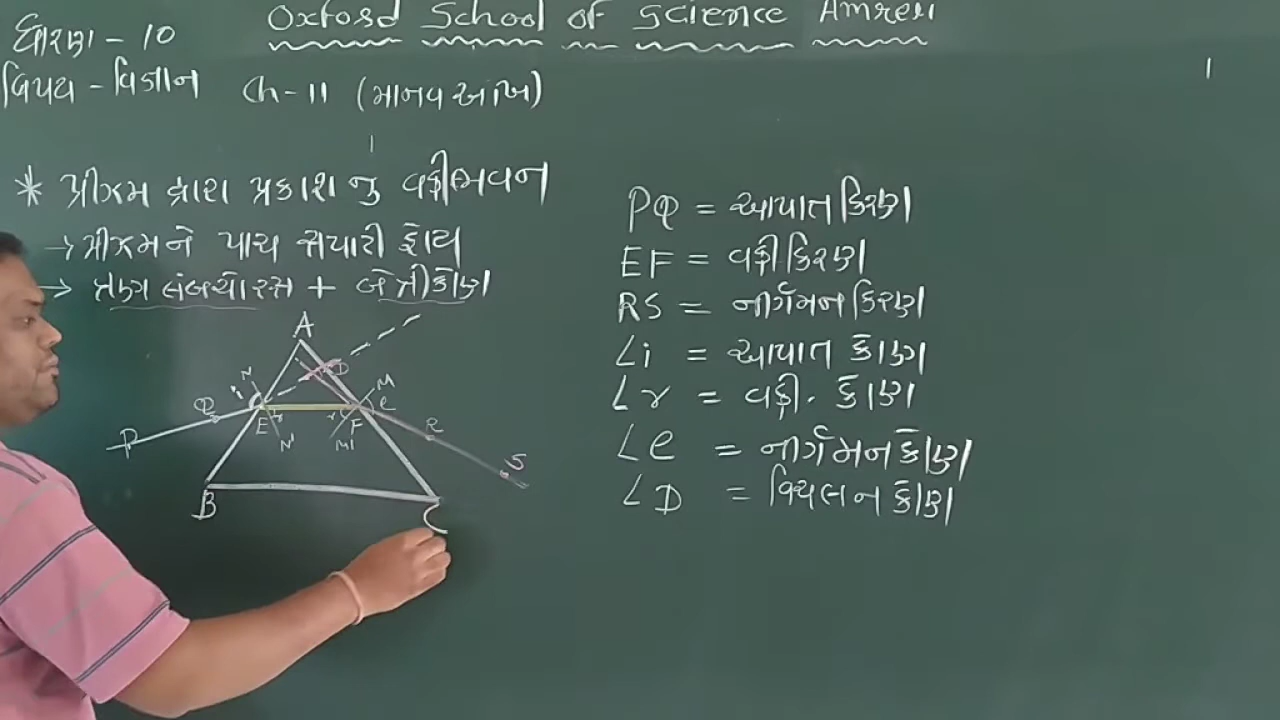 Oxford School of Science Amreli
ધોરણ - 10
વિષય - વિજ્ઞાન Ch-11 (માનવ આંખ)
* પ્રીઝમ દ્વારા પ્રકાશ નુ વક્રીભવન
→ પ્રીઝમને પાચ સપાટી હોય
→ ત્રણ લંબચોરસ + બે ત્રીકોણ
PQ = આપાત કિરણ
EF = વક્રીકિરણ
RS = નીર્ગમન કિરણ
∠i = આપાત કોણ
∠r = વક્રી. કોણ
∠e = નીર્ગમન કોણ
∠D = વિચલન કોણ
A
D
N M
P Q i e
E r r F R
N' M' S
B